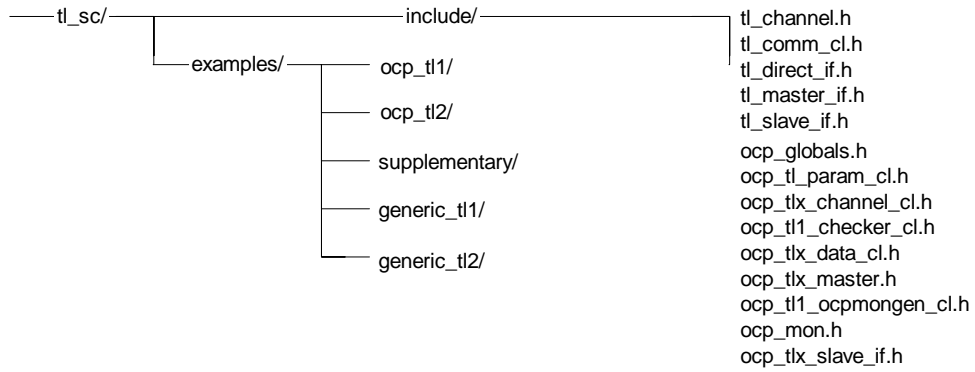 tl_sc/
include/
tl_channel.h
tl_comm_cl.h
tl_direct_if.h
tl_master_if.h
tl_slave_if.h
ocp_globals.h
ocp_tl_param_cl.h
ocp_tlx_channel_cl.h
ocp_tl1_checker_cl.h
ocp_tlx_data_cl.h
ocp_tlx_master.h
ocp_tl1_ocpmongen_cl.h
ocp_mon.h
ocp_tlx_slave_if.h
examples/
ocp_tl1/
ocp_tl2/
supplementary/
generic_tl1/
generic_tl2/